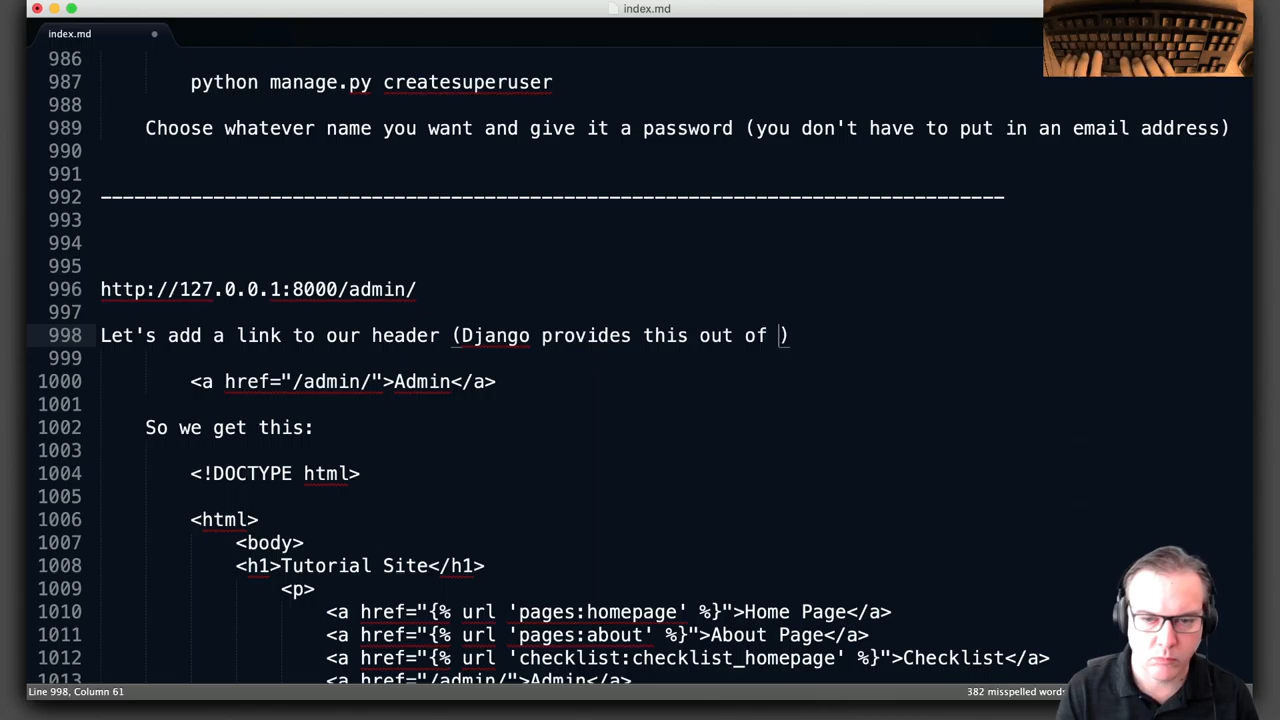 index.md
index.md
986
987 python manage.py createsuperuser
988
989 Choose whatever name you want and give it a password (you don't have to put in an email address)
990
991
992 --------------------------------------------------------------------------------
993
994
995
996 http://127.0.0.1:8000/admin/
997
998 Let's add a link to our header (Django provides this out of )
999
1000 <a href="/admin/">Admin</a>
1001
1002 So we get this:
1003
1004 <!DOCTYPE html>
1005
1006 <html>
1007 <body>
1008 <h1>Tutorial Site</h1>
1009 <p>
1010 <a href="{% url 'pages:homepage' %}">Home Page</a>
1011 <a href="{% url 'pages:about' %}">About Page</a>
1012 <a href="{% url 'checklist:checklist_homepage' %}">Checklist</a>
1013 <a href="/admin/">Admin</a>
Line 998, Column 61
382 misspelled words